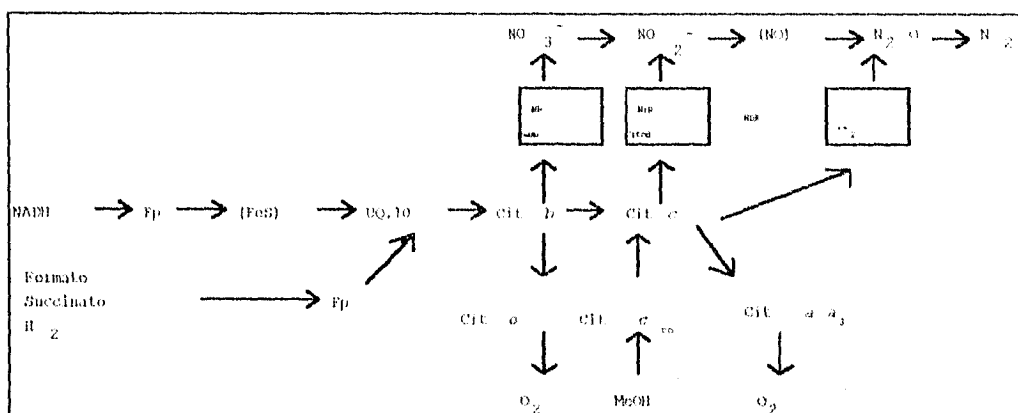 NO3- NO2- (NO) N2O N2
NADH Fp (FeS) UQ.10 Cit b Cit c
Formato
Succinato Fp
H2
Cit o Cit c co Cit a a3
O2 MeOH O2